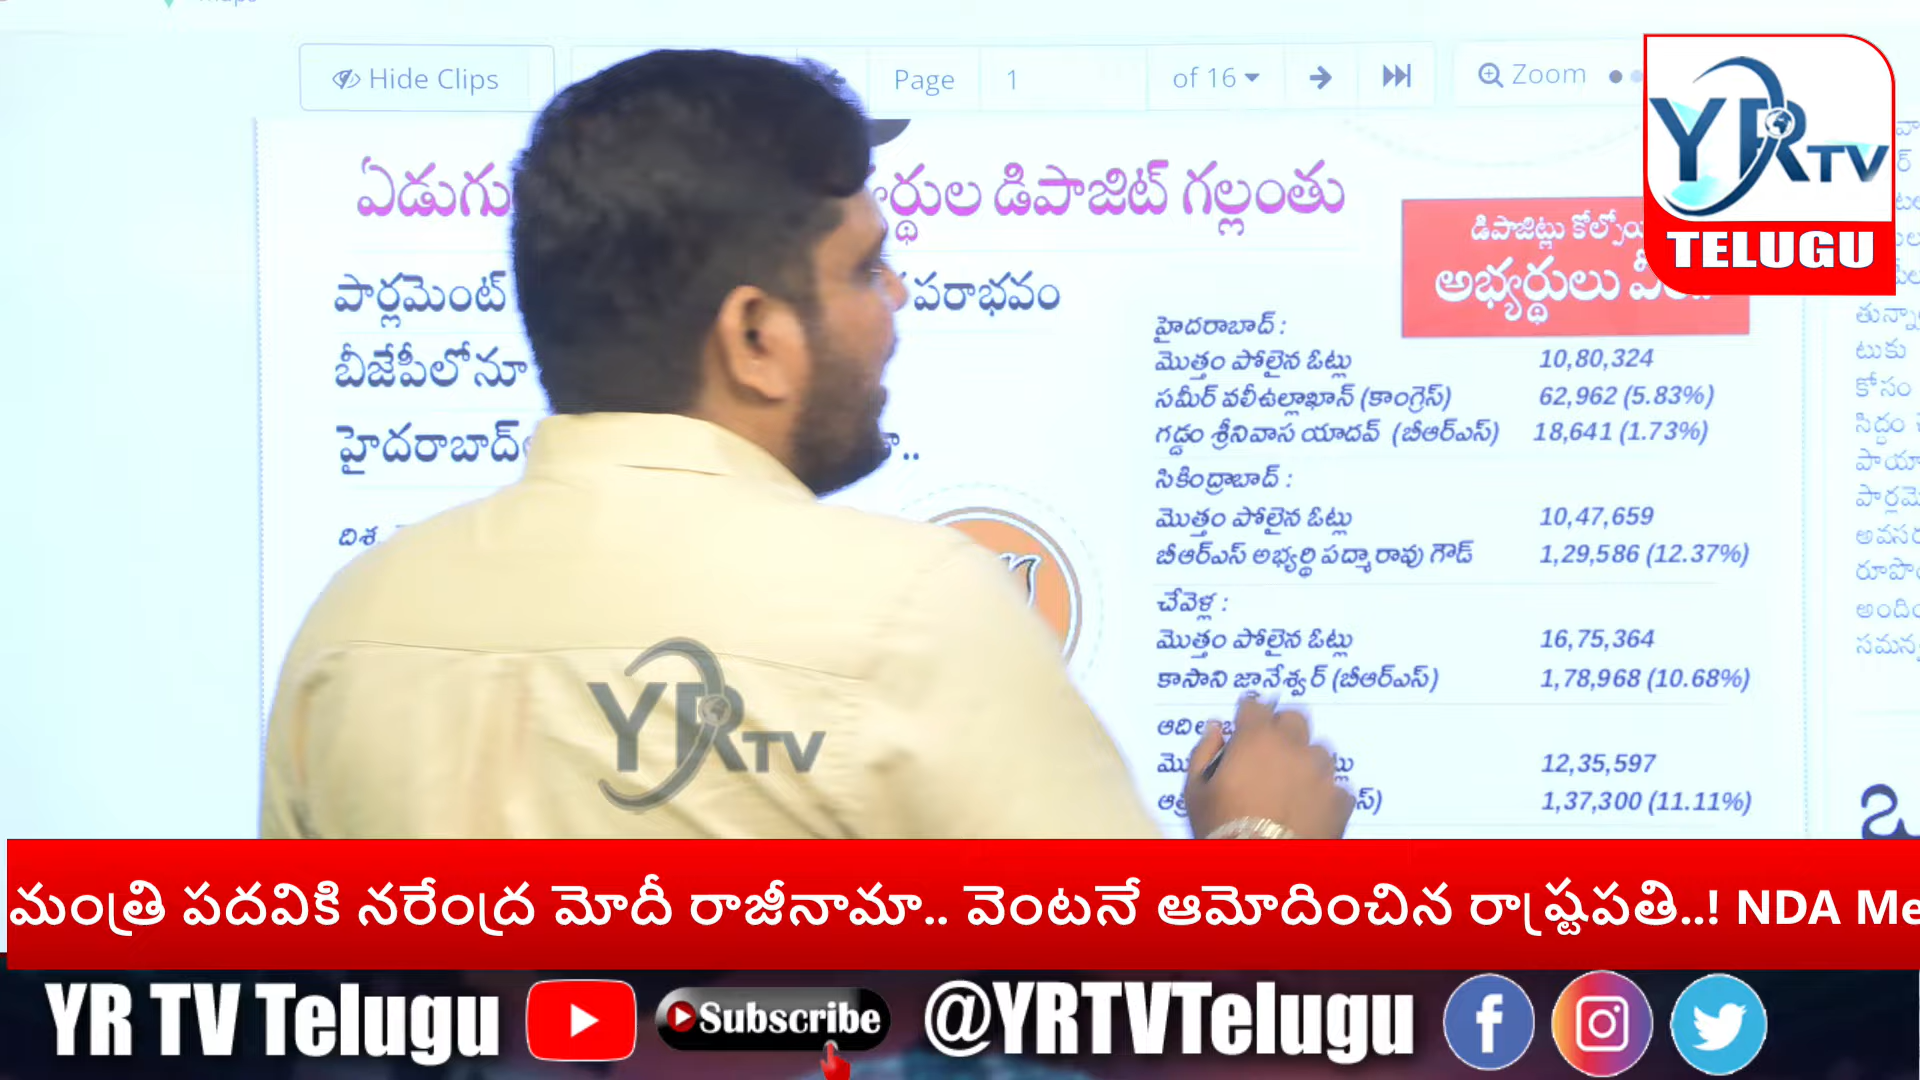 Hide Clips
Page 1 of 16
Zoom
YRTV
TELUGU
ఏడుగు
ర్థుల డిపాజిట్ గల్లంతు
డిపాజిట్లు
అభ్యర్థులు
పార్లమెంట్
పరాభవం
బీజేపీలోనూ
హైదరాబాద్
దిశ
హైదరాబాద్ :
మొత్తం పోలైన ఓట్లు 10,80,324
సమీర్ వలీఉల్లాఖాన్ (కాంగ్రెస్) 62,962 (5.83%)
గడ్డం శ్రీనివాస యాదవ్ (బీఆర్ఎస్) 18,641 (1.73%)
సికింద్రాబాద్ :
మొత్తం పోలైన ఓట్లు 10,47,659
బీఆర్ఎస్ అభ్యర్థి పద్మారావు గౌడ్ 1,29,586 (12.37%)
చేవెళ్ల :
మొత్తం పోలైన ఓట్లు 16,75,364
కాసాని జ్ఞానేశ్వర్ (బీఆర్ఎస్) 1,78,968 (10.68%)
12,35,597
1,37,300 (11.11%)
టుకు
కోసం
సిద్ధం
YRTV
మంత్రి పదవికి నరేంద్ర మోదీ రాజీనామా.. వెంటనే ఆమోదించిన రాష్ట్రపతి..! NDA Me
YR TV Telugu
Subscribe
@YRTVTelugu